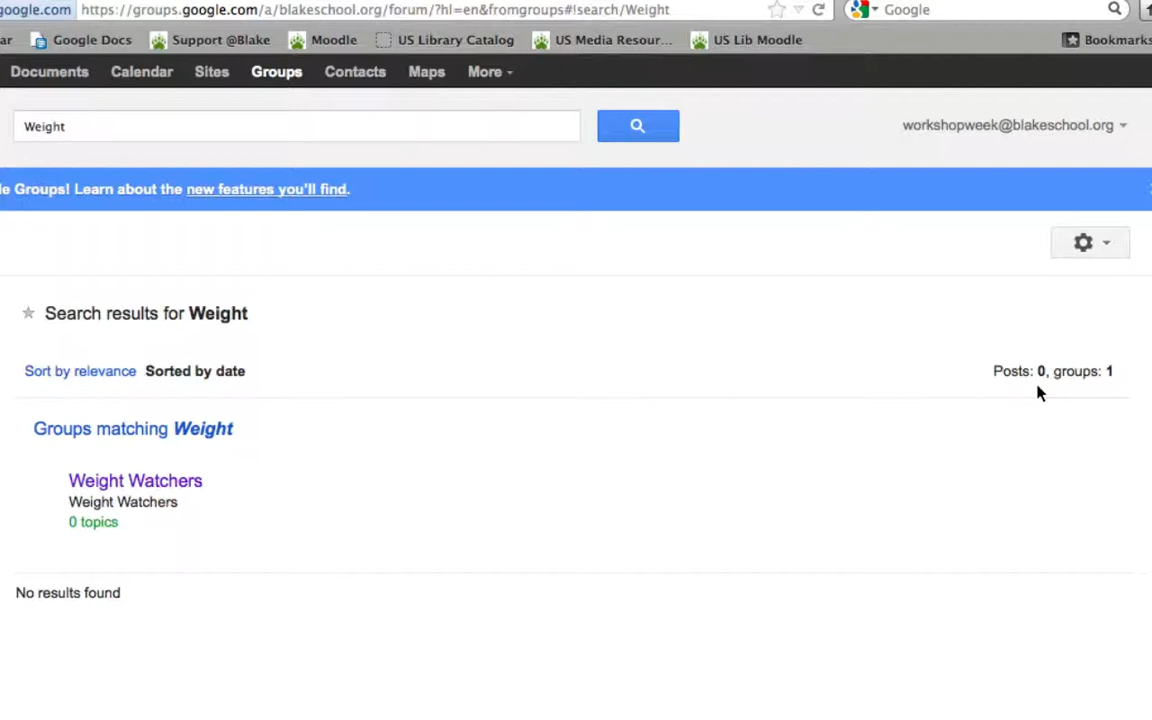 google.com https://groups.google.com/a/blakeschool.org/forum/?hl=en&fromgroups#!search/Weight Google
ar Google Docs Support @Blake Moodle US Library Catalog US Media Resour... US Lib Moodle Bookmarks
Documents Calendar Sites Groups Contacts Maps More
Weight workshopweek@blakeschool.org
le Groups! Learn about the new features you'll find.
Search results for Weight
Sort by relevance Sorted by date Posts: 0, groups: 1
Groups matching Weight
Weight Watchers
Weight Watchers
0 topics
No results found